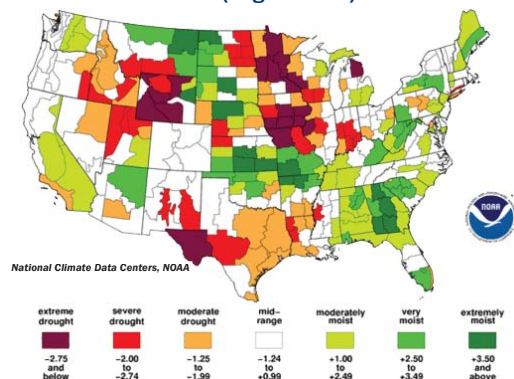 NOAA
National Climate Data Centers, NOAA
extreme drought
severe drought
moderate drought
mid-range
moderately moist
very moist
extremely moist
−2.75 and below
−2.00 to −2.74
−1.25 to −1.99
−1.24 to +0.99
+1.00 to +2.49
+2.50 to +3.49
+3.50 and above